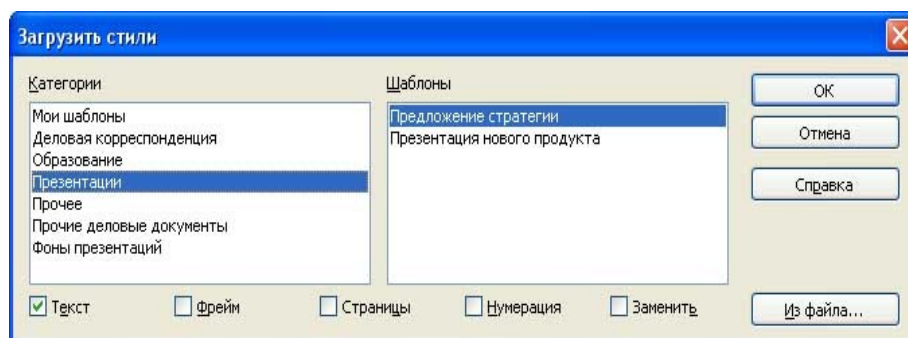 Загрузить стили
Категории
Шаблоны
Мои шаблоны
Деловая корреспонденция
Образование
Презентации
Прочее
Прочие деловые документы
Фоны презентаций
Предложение стратегии
Презентация нового продукта
ОК
Отмена
Справка
Текст Фрейм Страницы Нумерация Заменить Из файла...